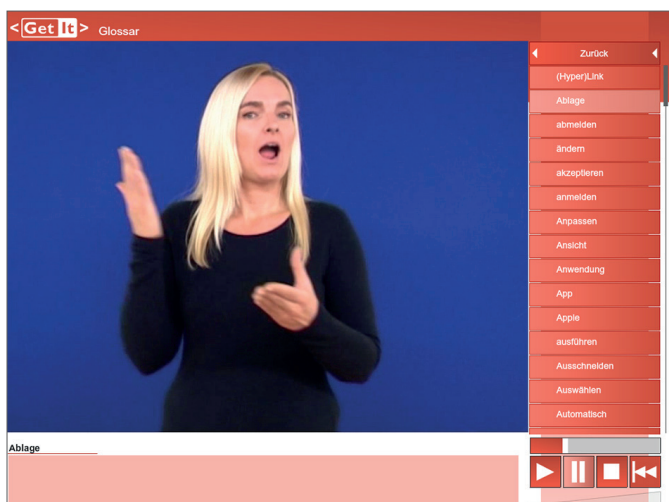 <Get It> Glossar
Zurück
(Hyper)Link
Ablage
abmelden
ändern
akzeptieren
anmelden
Anpassen
Ansicht
Anwendung
App
Apple
ausführen
Ausschneiden
Auswählen
Automatisch
Ablage